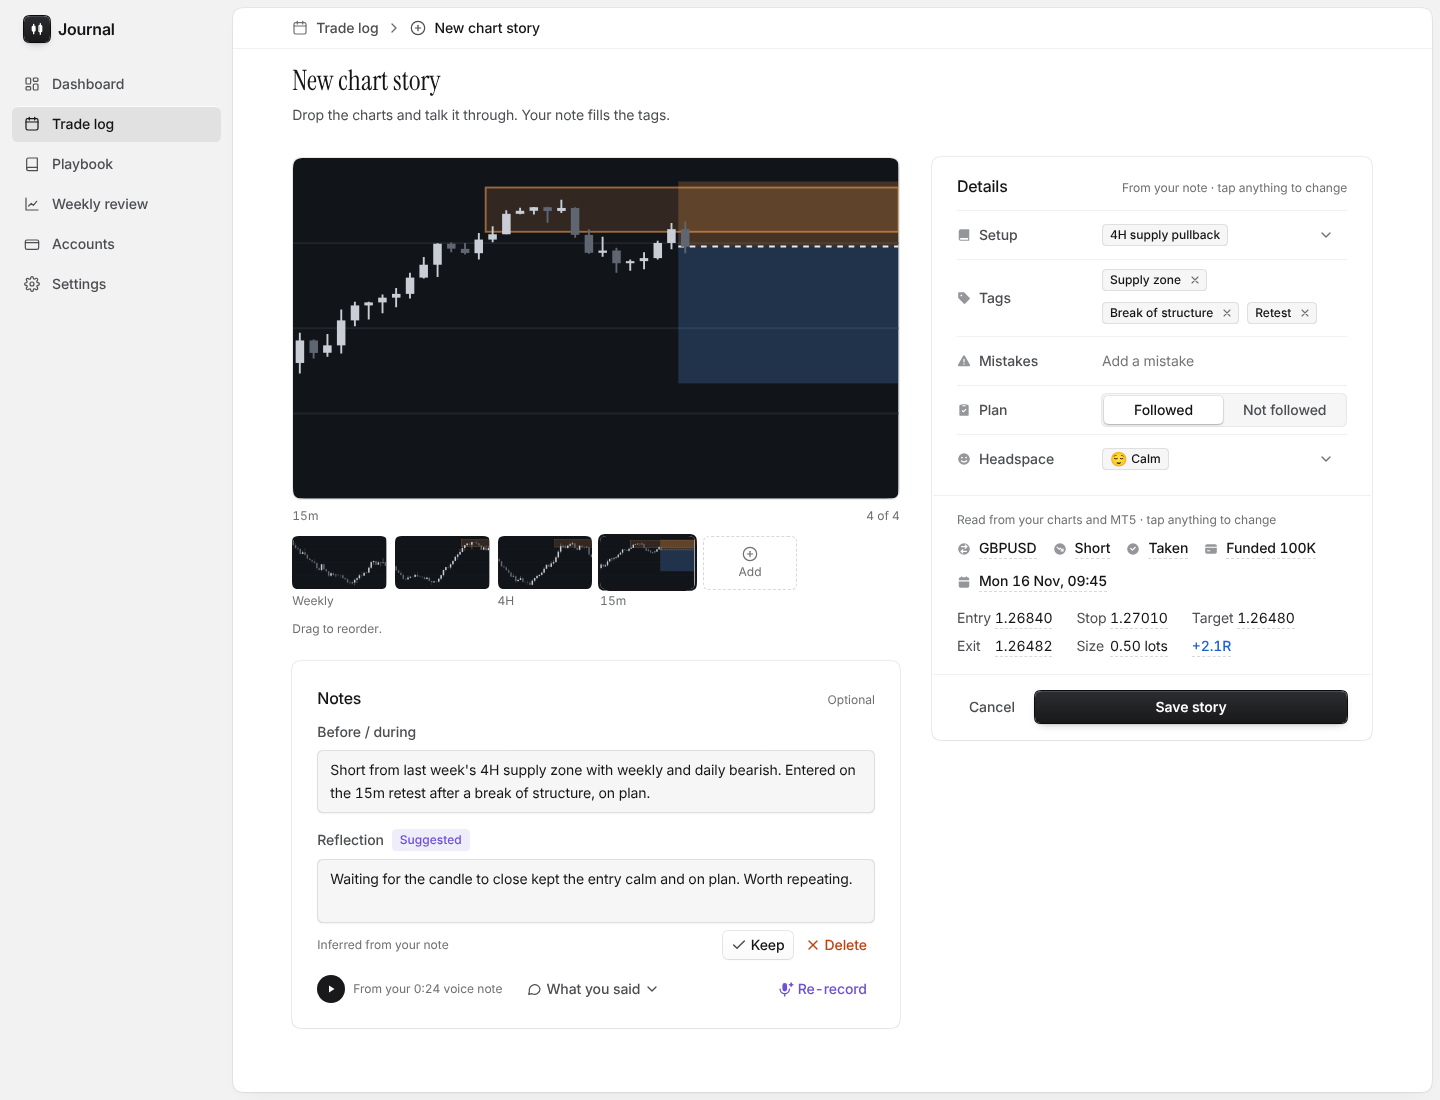 Journal
Dashboard
Trade log
Playbook
Weekly review
Accounts
Settings
Trade log
New chart story
New chart story
Drop the charts and talk it through. Your note fills the tags.
15m
4 of 4
Add
Weekly
4H
15m
Drag to reorder.
Notes
Optional
Before / during
Short from last week's 4H supply zone with weekly and daily bearish. Entered on
the 15m retest after a break of structure, on plan.
Reflection
Suggested
Waiting for the candle to close kept the entry calm and on plan. Worth repeating.
Inferred from your note
Keep
Delete
From your 0:24 voice note
What you said
Re-record
Details
From your note · tap anything to change
Setup
4H supply pullback
Tags
Supply zone
Break of structure
Retest
Mistakes
Add a mistake
Plan
Followed
Not followed
Headspace
Calm
Read from your charts and MT5 · tap anything to change
GBPUSD
Short
Taken
Funded 100K
Mon 16 Nov, 09:45
Entry 1.26840
Stop 1.27010
Target 1.26480
Exit 1.26482
Size 0.50 lots
+2.1R
Cancel
Save story